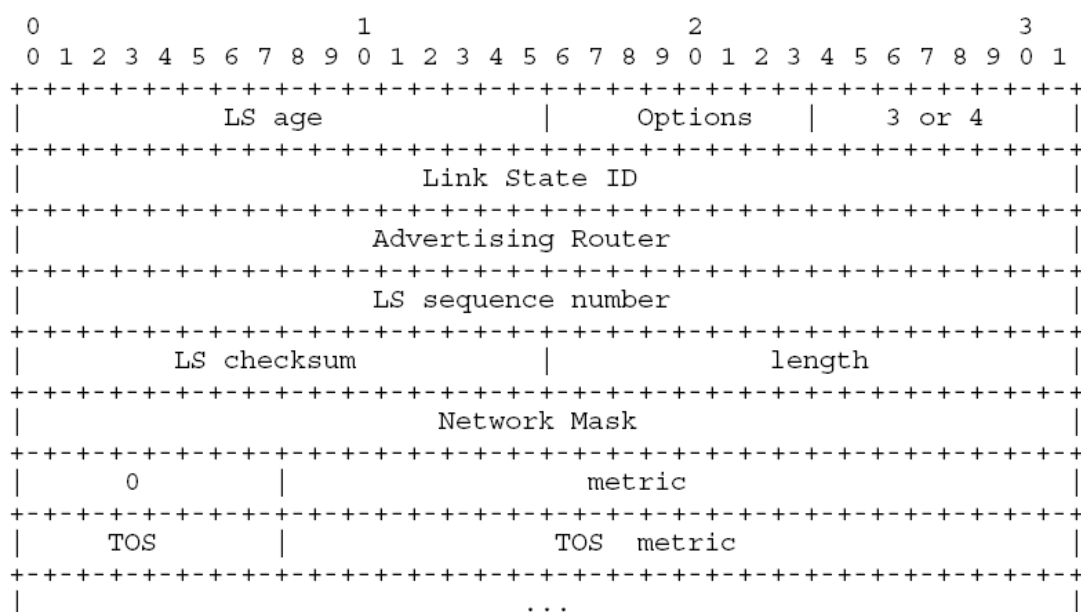 0                   1                   2                   3
0 1 2 3 4 5 6 7 8 9 0 1 2 3 4 5 6 7 8 9 0 1 2 3 4 5 6 7 8 9 0 1
+-+-+-+-+-+-+-+-+-+-+-+-+-+-+-+-+-+-+-+-+-+-+-+-+-+-+-+-+-+-+-+-+
| LS age | Options | 3 or 4 |
+-+-+-+-+-+-+-+-+-+-+-+-+-+-+-+-+-+-+-+-+-+-+-+-+-+-+-+-+-+-+-+-+
| Link State ID |
+-+-+-+-+-+-+-+-+-+-+-+-+-+-+-+-+-+-+-+-+-+-+-+-+-+-+-+-+-+-+-+-+
| Advertising Router |
+-+-+-+-+-+-+-+-+-+-+-+-+-+-+-+-+-+-+-+-+-+-+-+-+-+-+-+-+-+-+-+-+
| LS sequence number |
+-+-+-+-+-+-+-+-+-+-+-+-+-+-+-+-+-+-+-+-+-+-+-+-+-+-+-+-+-+-+-+-+
| LS checksum | length |
+-+-+-+-+-+-+-+-+-+-+-+-+-+-+-+-+-+-+-+-+-+-+-+-+-+-+-+-+-+-+-+-+
| Network Mask |
+-+-+-+-+-+-+-+-+-+-+-+-+-+-+-+-+-+-+-+-+-+-+-+-+-+-+-+-+-+-+-+-+
| 0 | metric |
+-+-+-+-+-+-+-+-+-+-+-+-+-+-+-+-+-+-+-+-+-+-+-+-+-+-+-+-+-+-+-+-+
| TOS | TOS  metric |
+-+-+-+-+-+-+-+-+-+-+-+-+-+-+-+-+-+-+-+-+-+-+-+-+-+-+-+-+-+-+-+-+
| ... |